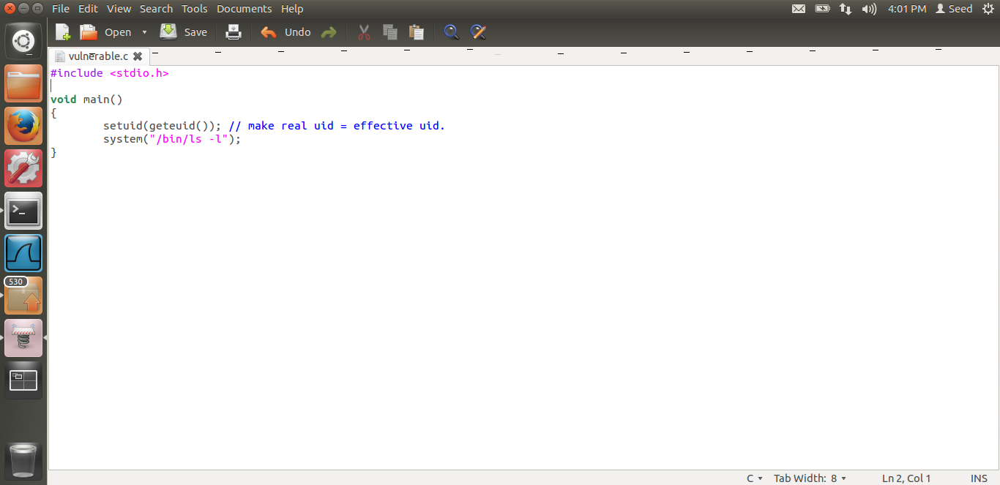 File Edit View Search Tools Documents Help 4:01 PM Seed
Open Save Undo
vulnerable.c
#include <stdio.h>
void main()
{
setuid(geteuid()); // make real uid = effective uid.
system("/bin/ls -l");
}
>_
530
C Tab Width: 8 Ln 2, Col 1 INS